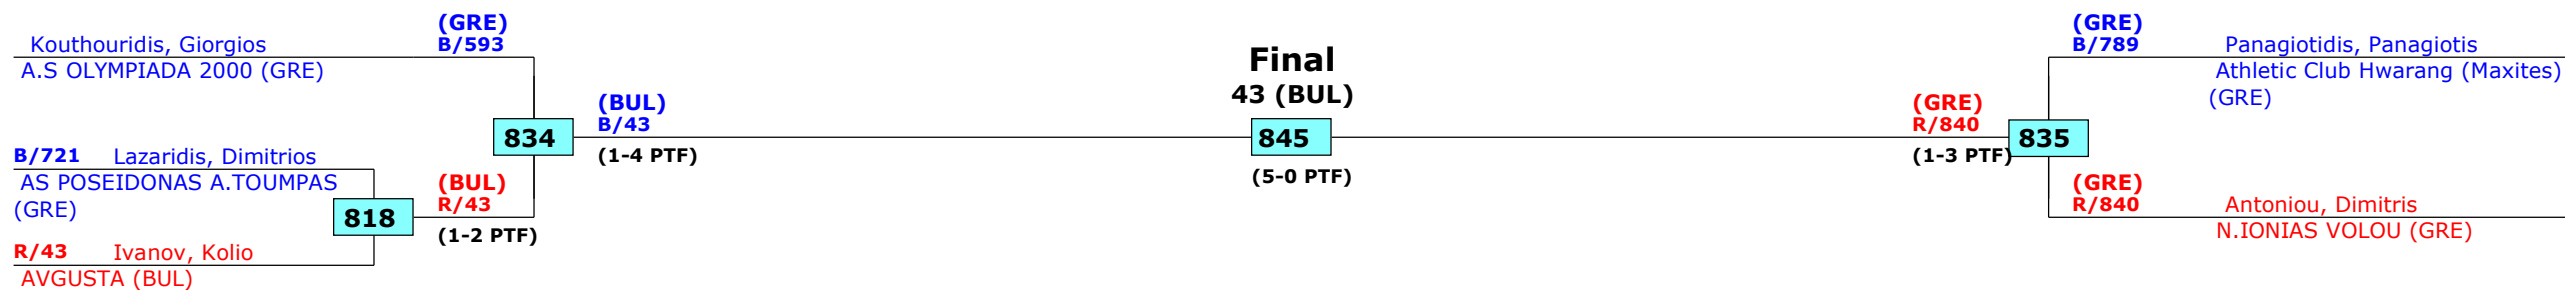 (GRE)
B/593
Kouthouridis, Giorgios
A.S OLYMPIADA 2000 (GRE)
B/721 Lazaridis, Dimitrios
AS POSEIDONAS A.TOUMPAS
(GRE)
R/43 Ivanov, Kolio
AVGUSTA (BUL)
818
(BUL)
R/43
(1-2 PTF)
834
(BUL)
B/43
(1-4 PTF)
Final
43 (BUL)
845
(5-0 PTF)
(GRE)
R/840
(1-3 PTF)
835
(GRE)
B/789
Panagiotidis, Panagiotis
Athletic Club Hwarang (Maxites)
(GRE)
(GRE)
R/840
Antoniou, Dimitris
N.IONIAS VOLOU (GRE)